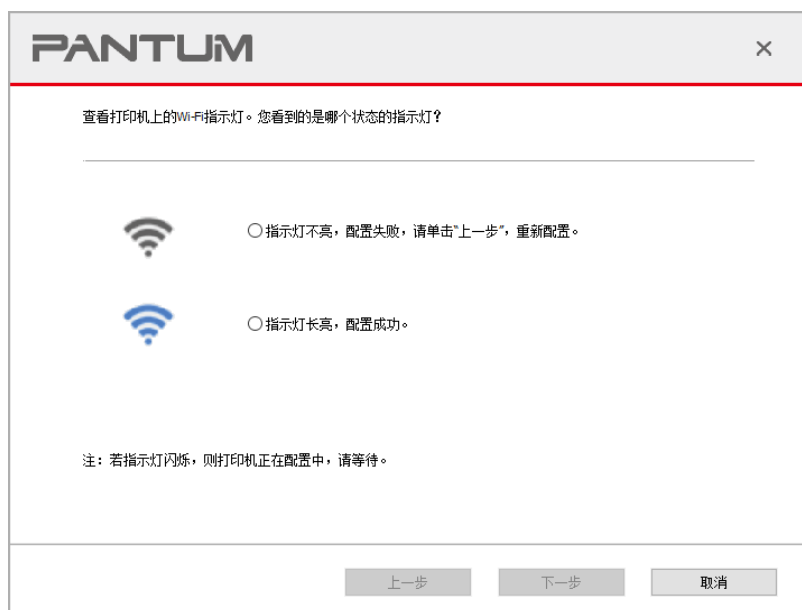 PANTUM
查看打印机上的Wi-Fi指示灯。您看到的是哪个状态的指示灯?
指示灯不亮，配置失败，请单击“上一步”，重新配置。
指示灯长亮，配置成功。
注：若指示灯闪烁，则打印机正在配置中，请等待。
上一步
下一步
取消